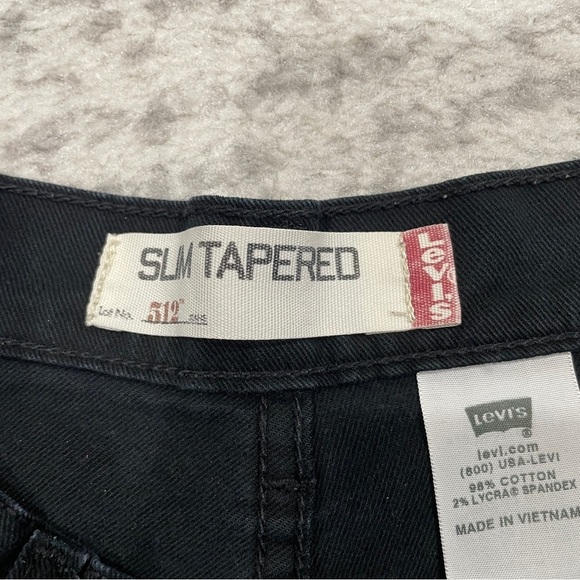 SLIM TAPERED
Lot No. 512™
Levi's
Levi's
levi.com
(800) USA-LEVI
98% COTTON
2% LYCRA® SPANDEX
MADE IN VIETNAM